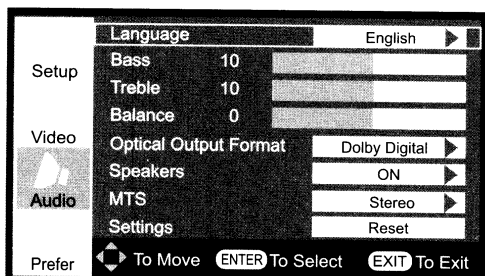 Language English
Setup
Bass 10
Treble 10
Balance 0
Video
Optical Output Format Dolby Digital
Speakers ON
Audio
MTS Stereo
Settings Reset
Prefer
To Move ENTER To Select EXIT To Exit